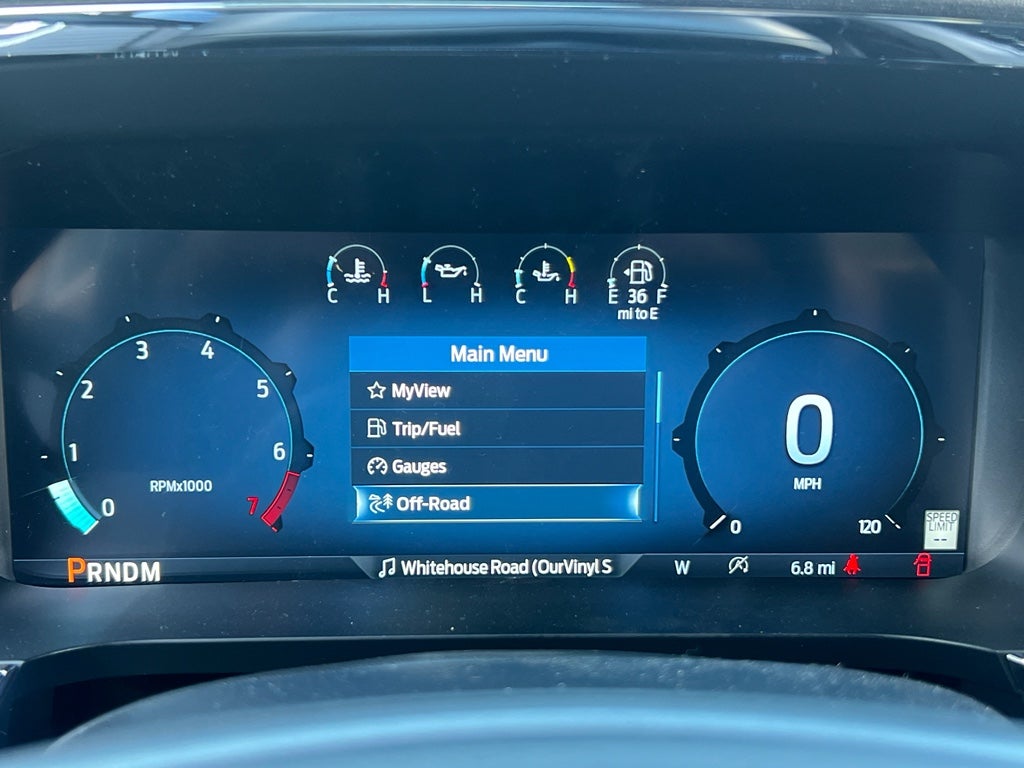 C H
L H
C H
E 36 F
mi to E
Main Menu
MyView
Trip/Fuel
Gauges
Off-Road
0
1
2
3
4
5
6
7
RPMx1000
0
MPH
0
120
SPEED
LIMIT
--
PRNDM
Whitehouse Road (OurVinyl S
W
6.8 mi